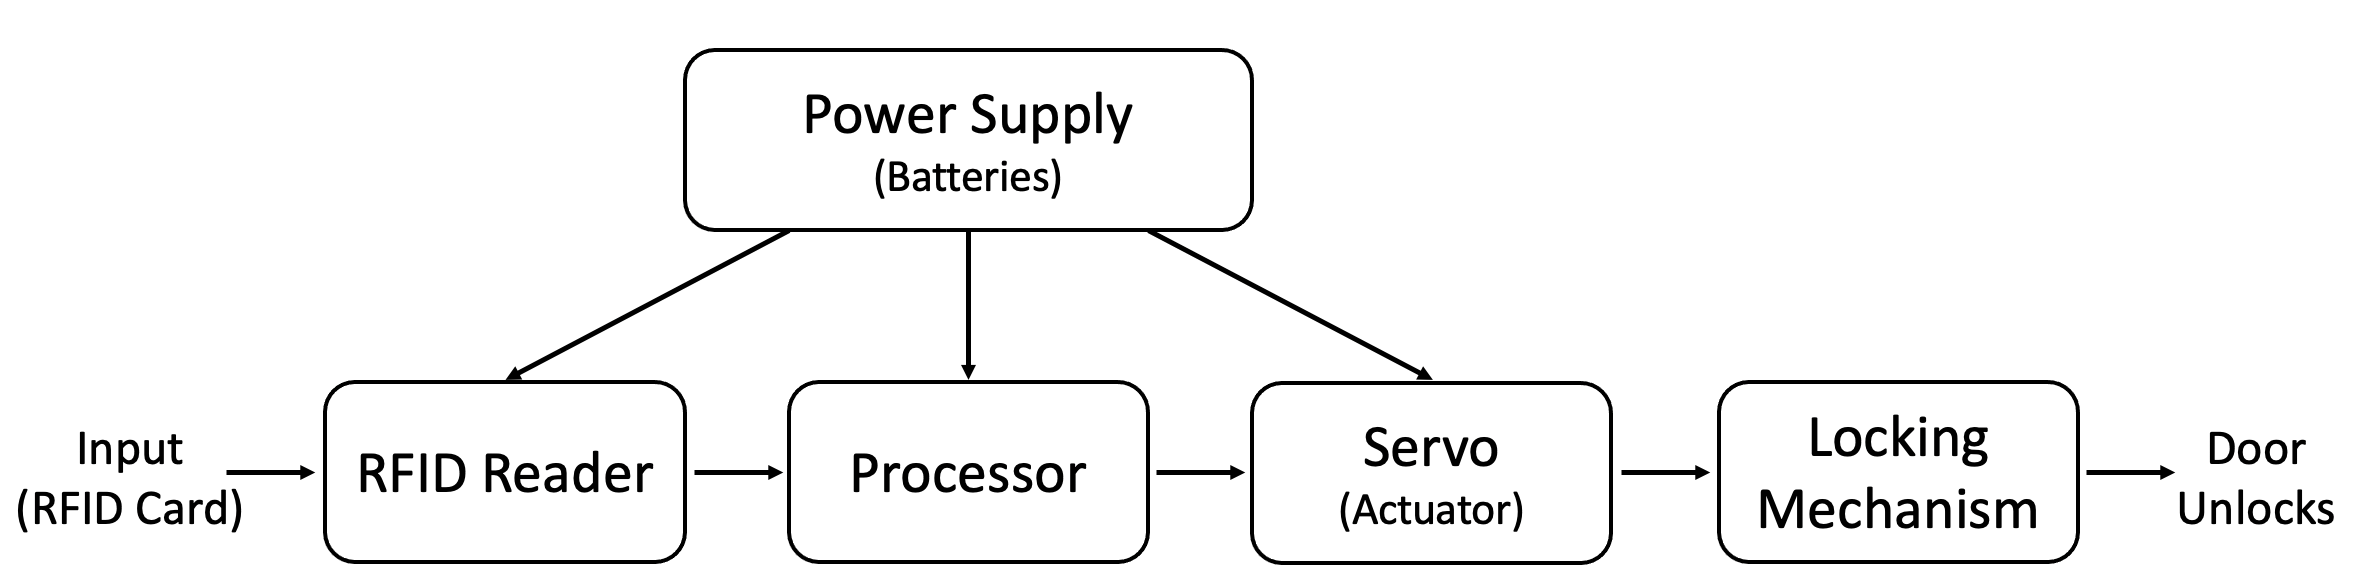 Power Supply
(Batteries)
Input
(RFID Card)
RFID Reader
Processor
Servo
(Actuator)
Locking
Mechanism
Door
Unlocks